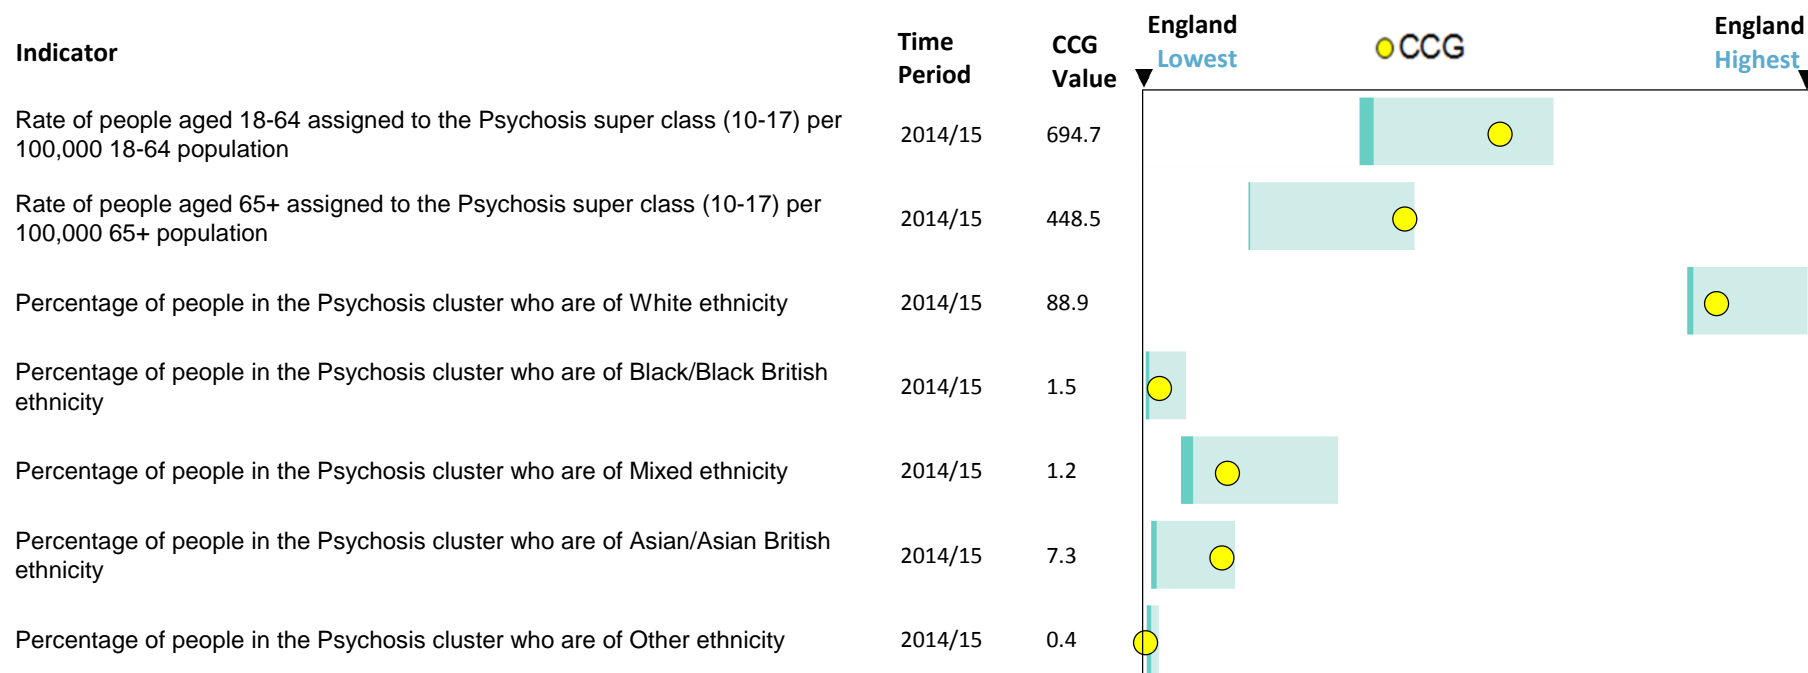 Indicator
Time Period
CCG Value
England Lowest
CCG
England Highest
Rate of people aged 18-64 assigned to the Psychosis super class (10-17) per
100,000 18-64 population
2014/15
694.7
Rate of people aged 65+ assigned to the Psychosis super class (10-17) per
100,000 65+ population
2014/15
448.5
Percentage of people in the Psychosis cluster who are of White ethnicity
2014/15
88.9
Percentage of people in the Psychosis cluster who are of Black/Black British
ethnicity
2014/15
1.5
Percentage of people in the Psychosis cluster who are of Mixed ethnicity
2014/15
1.2
Percentage of people in the Psychosis cluster who are of Asian/Asian British
ethnicity
2014/15
7.3
Percentage of people in the Psychosis cluster who are of Other ethnicity
2014/15
0.4